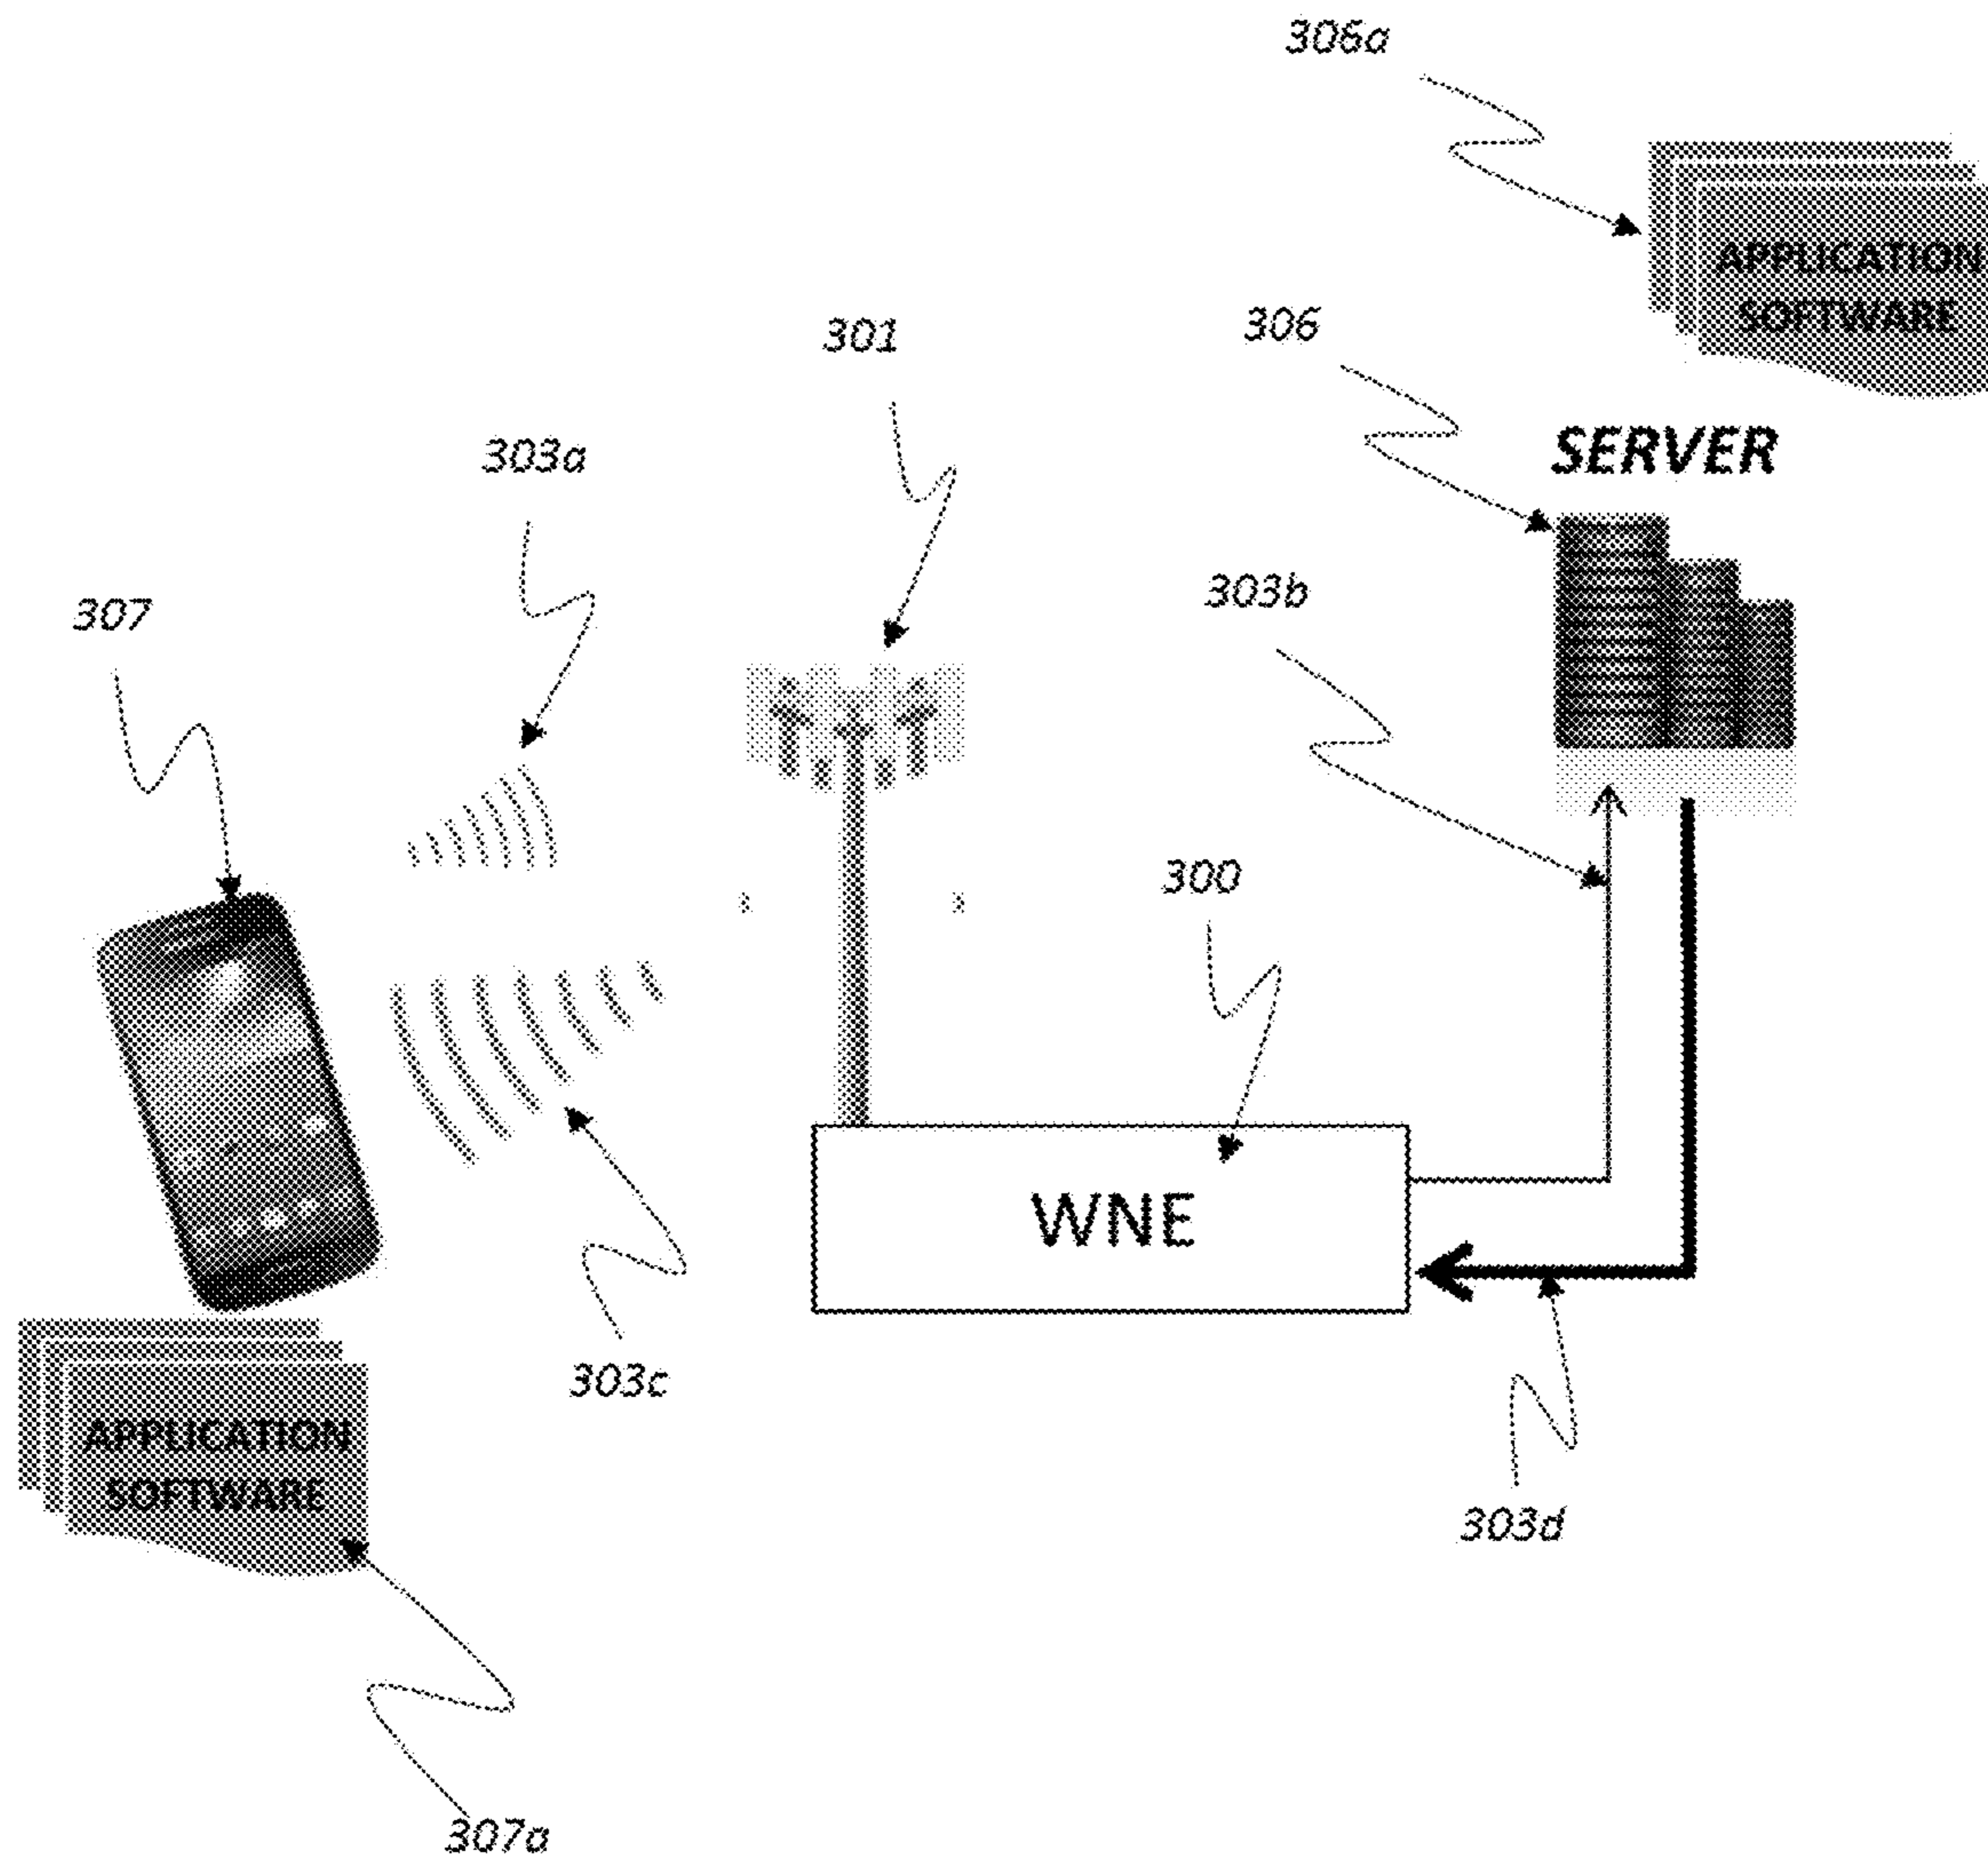 306a
APPLICATION
SOFTWARE
306
301
SERVER
303a
303b
307
300
WNE
303c
APPLICATION
SOFTWARE
303d
307a